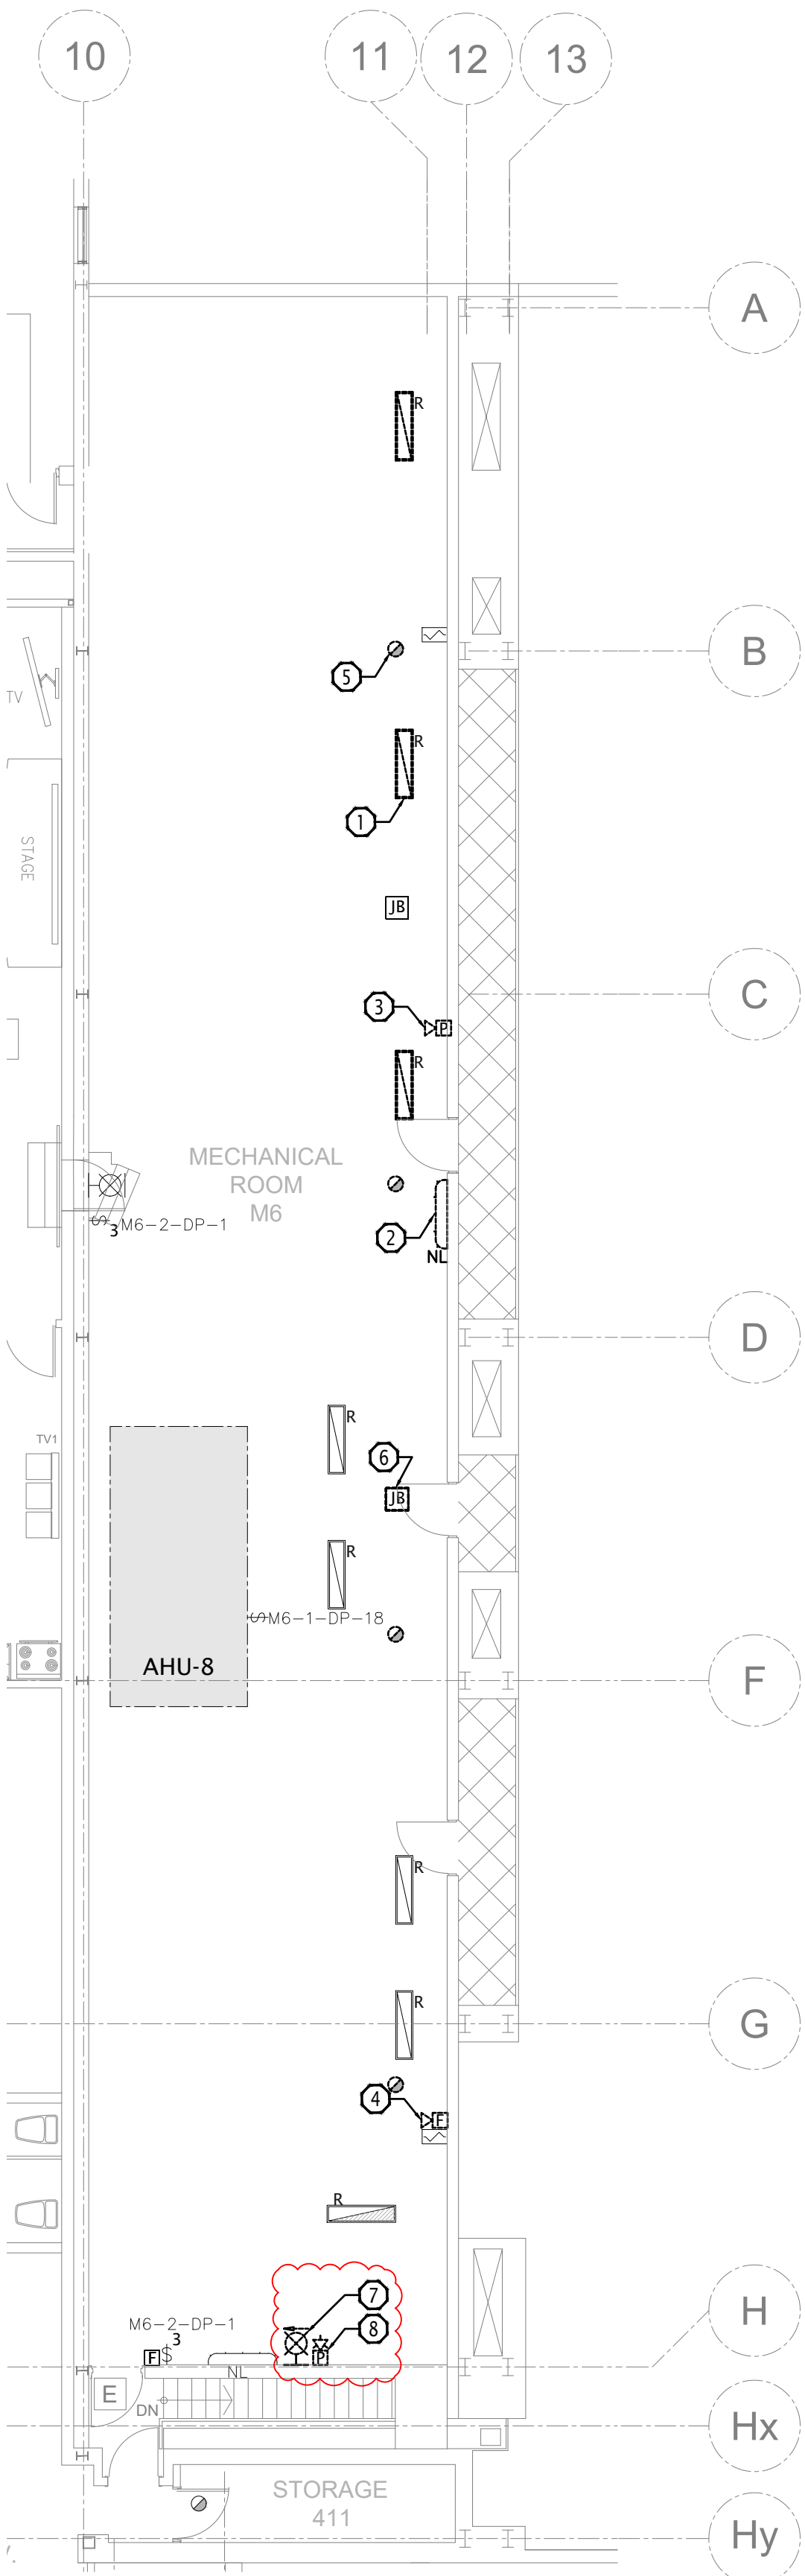 10
11
12
13
A
R
B
5
TV
R
1
STAGE
JB
C
3
P
R
MECHANICAL
ROOM
M6
$3 M6-2-DP-1
2
NL
D
R
TV1
6
JB
R
$M6-1-DP-18
AHU-8
F
R
R
G
4
F
R
7
H
M6-2-DP-1
8
F $3
P
NL
E
DN
Hx
STORAGE
411
Hy